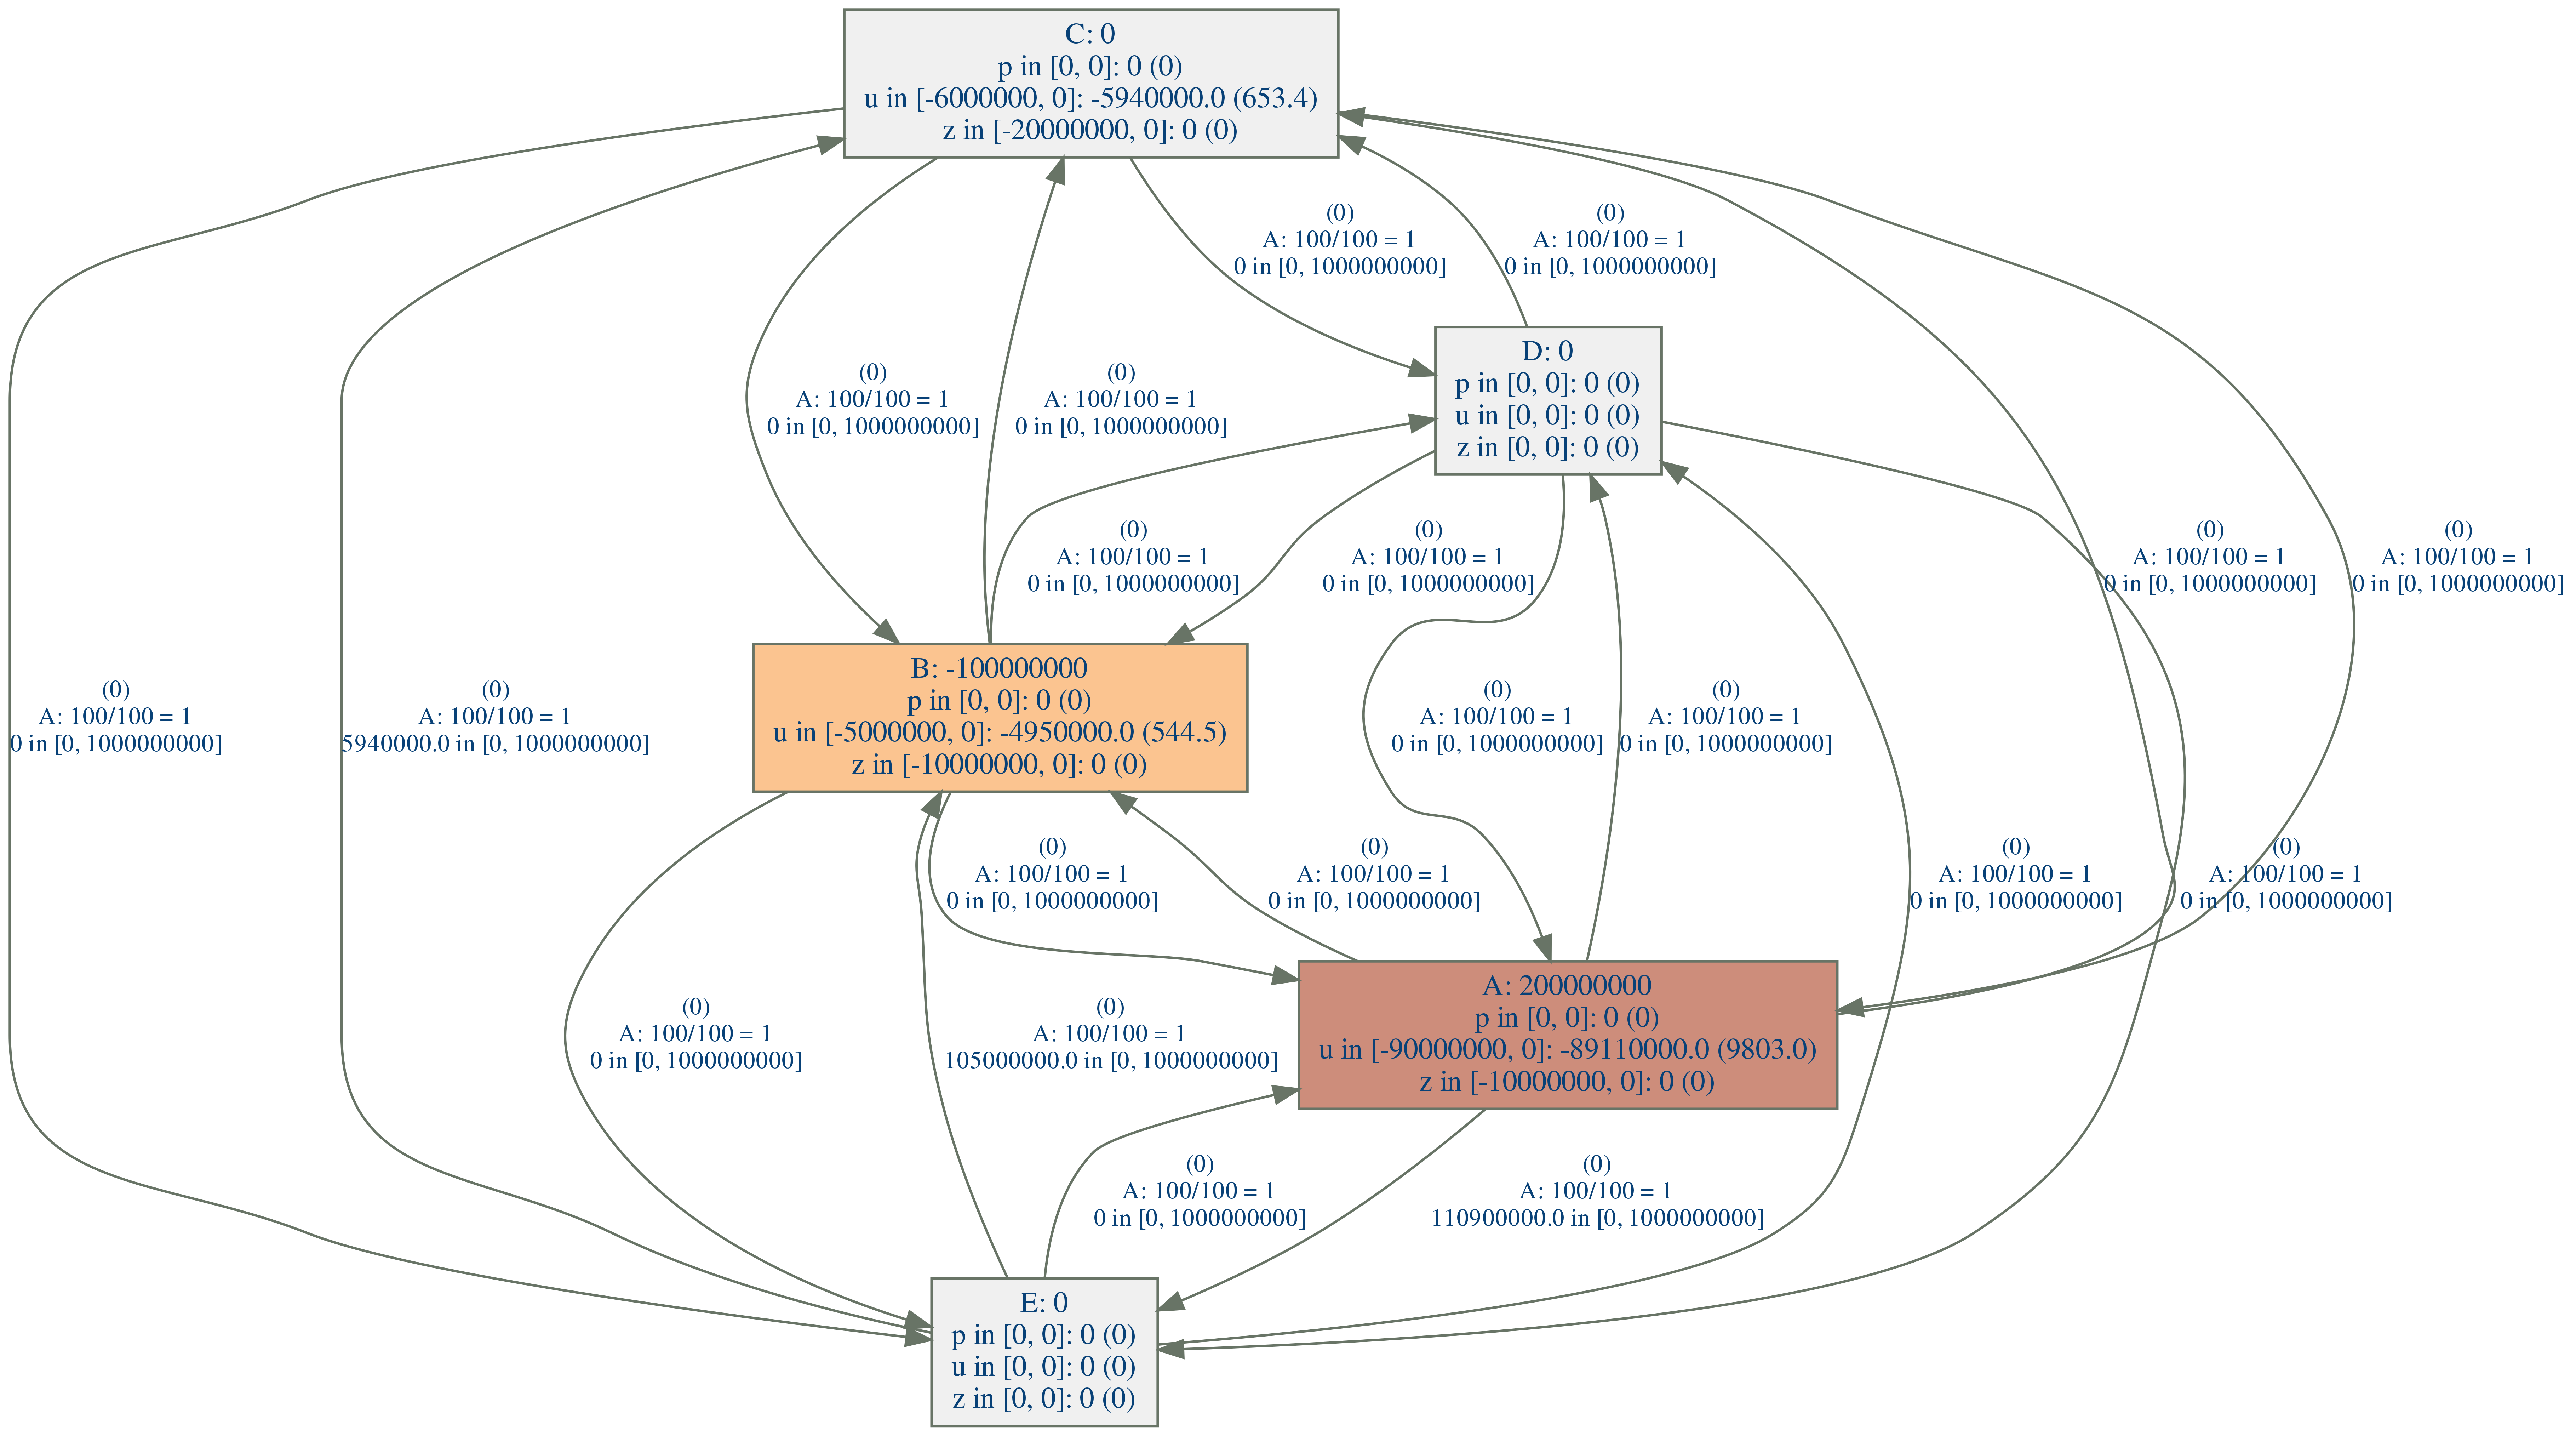 C: 0
p in [0, 0]: 0 (0)
u in [-6000000, 0]: -5940000.0 (653.4)
z in [-20000000, 0]: 0 (0)
(0)
A: 100/100 = 1
0 in [0, 1000000000]
(0)
A: 100/100 = 1
0 in [0, 1000000000]
D: 0
p in [0, 0]: 0 (0)
u in [0, 0]: 0 (0)
z in [0, 0]: 0 (0)
(0)
A: 100/100 = 1
0 in [0, 1000000000]
(0)
A: 100/100 = 1
0 in [0, 1000000000]
(0)
A: 100/100 = 1
0 in [0, 1000000000]
(0)
A: 100/100 = 1
0 in [0, 1000000000]
(0)
A: 100/100 = 1
0 in [0, 1000000000]
(0)
A: 100/100 = 1
0 in [0, 1000000000]
(0)
A: 100/100 = 1
0 in [0, 1000000000]
(0)
A: 100/100 = 1
5940000.0 in [0, 1000000000]
B: -100000000
p in [0, 0]: 0 (0)
u in [-5000000, 0]: -4950000.0 (544.5)
z in [-10000000, 0]: 0 (0)
(0)
A: 100/100 = 1
0 in [0, 1000000000]
(0)
A: 100/100 = 1
0 in [0, 1000000000]
(0)
A: 100/100 = 1
0 in [0, 1000000000]
(0)
A: 100/100 = 1
0 in [0, 1000000000]
(0)
A: 100/100 = 1
0 in [0, 1000000000]
(0)
A: 100/100 = 1
0 in [0, 1000000000]
(0)
A: 100/100 = 1
0 in [0, 1000000000]
(0)
A: 100/100 = 1
105000000.0 in [0, 1000000000]
A: 200000000
p in [0, 0]: 0 (0)
u in [-90000000, 0]: -89110000.0 (9803.0)
z in [-10000000, 0]: 0 (0)
(0)
A: 100/100 = 1
0 in [0, 1000000000]
(0)
A: 100/100 = 1
110900000.0 in [0, 1000000000]
E: 0
p in [0, 0]: 0 (0)
u in [0, 0]: 0 (0)
z in [0, 0]: 0 (0)